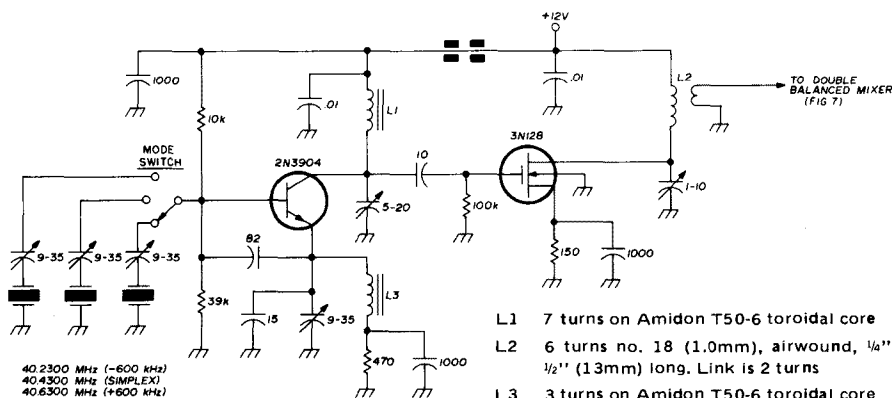 +12V
1000
10k
.01
L1
.01
L2
TO DOUBLE
BALANCED MIXER
(FIG 7)
MODE
SWITCH
2N3904
10
3N128
5-20
100k
1-10
9-35
9-35
9-35
82
39k
15
9-35
L3
470
1000
150
1000
40.2300 MHz (-600 kHz)
40.4300 MHz (SIMPLEX)
40.6300 MHz (+600 kHz)
L1 7 turns on Amidon T50-6 toroidal core
L2 6 turns no. 18 (1.0mm), airwound, 1/4"
1/2" (13mm) long. Link is 2 turns
L3 3 turns on Amidon T50-6 toroidal core